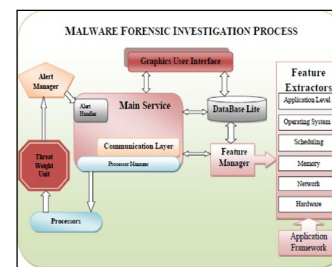 MALWARE FORENSIC INVESTIGATION PROCESS
Alert
Manager
Graphics User Interface
Feature
Extractors
Application Level
Operating System
Scheduling
Memory
Network
Hardware
Alert
Handler
Main Service
DataBase Lite
Communication Layer
Processor Manager
Feature
Manager
Threat
Weight
Unit
Processors
Application
Framework